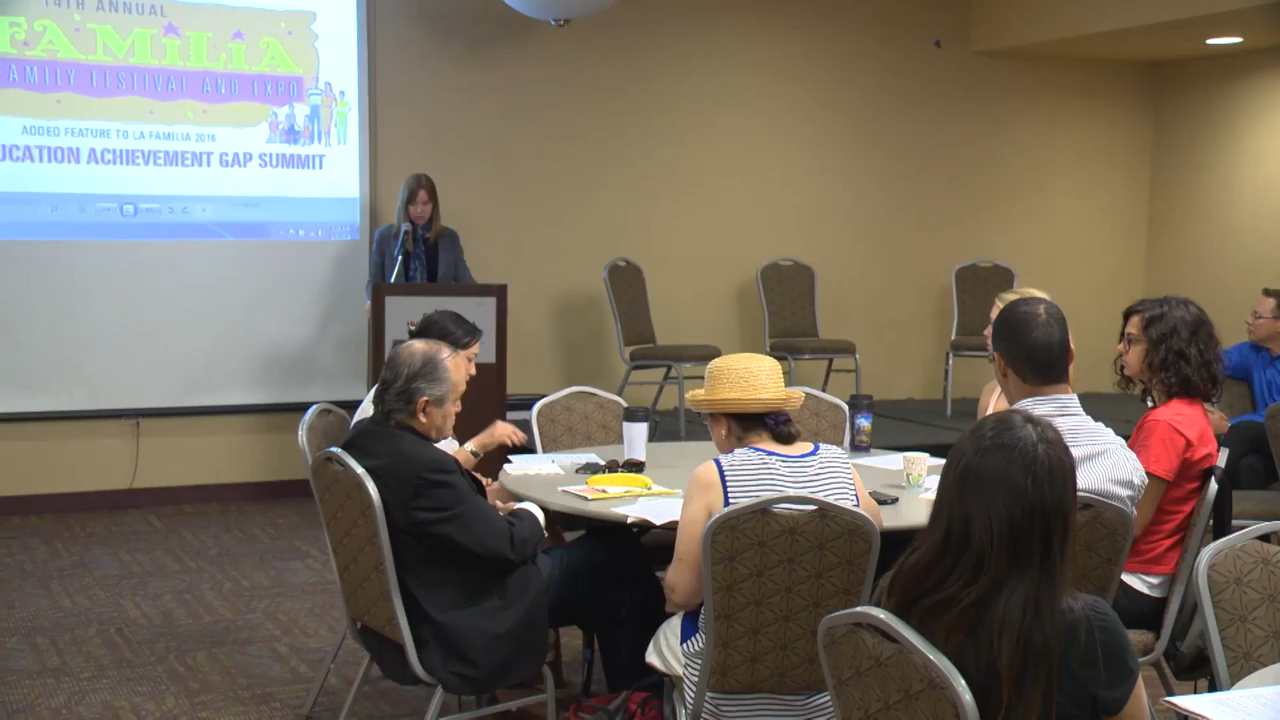 14TH ANNUAL
FAMiLiA
AMILY FESTIVAL AND EXPO
ADDED FEATURE TO LA FAMILIA 2016
UCATION ACHIEVEMENT GAP SUMMIT